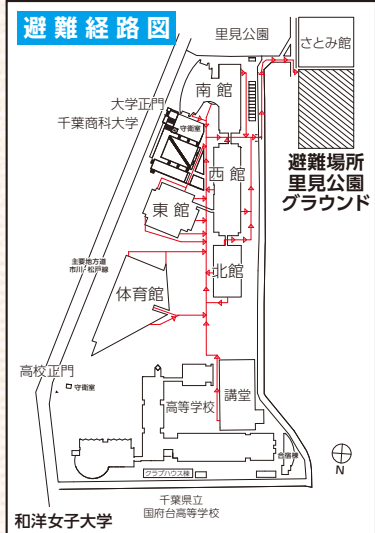 避難経路図
里見公園
さとみ館
南館
大学正門
守衛室
千葉商科大学
西館
避難場所
里見公園
グラウンド
東館
主要地方道
市川・松戸線
北館
体育館
高校正門
守衛室
講堂
高等学校
合宿棟
クラブハウス棟
N
千葉県立
国府台高等学校
和洋女子大学